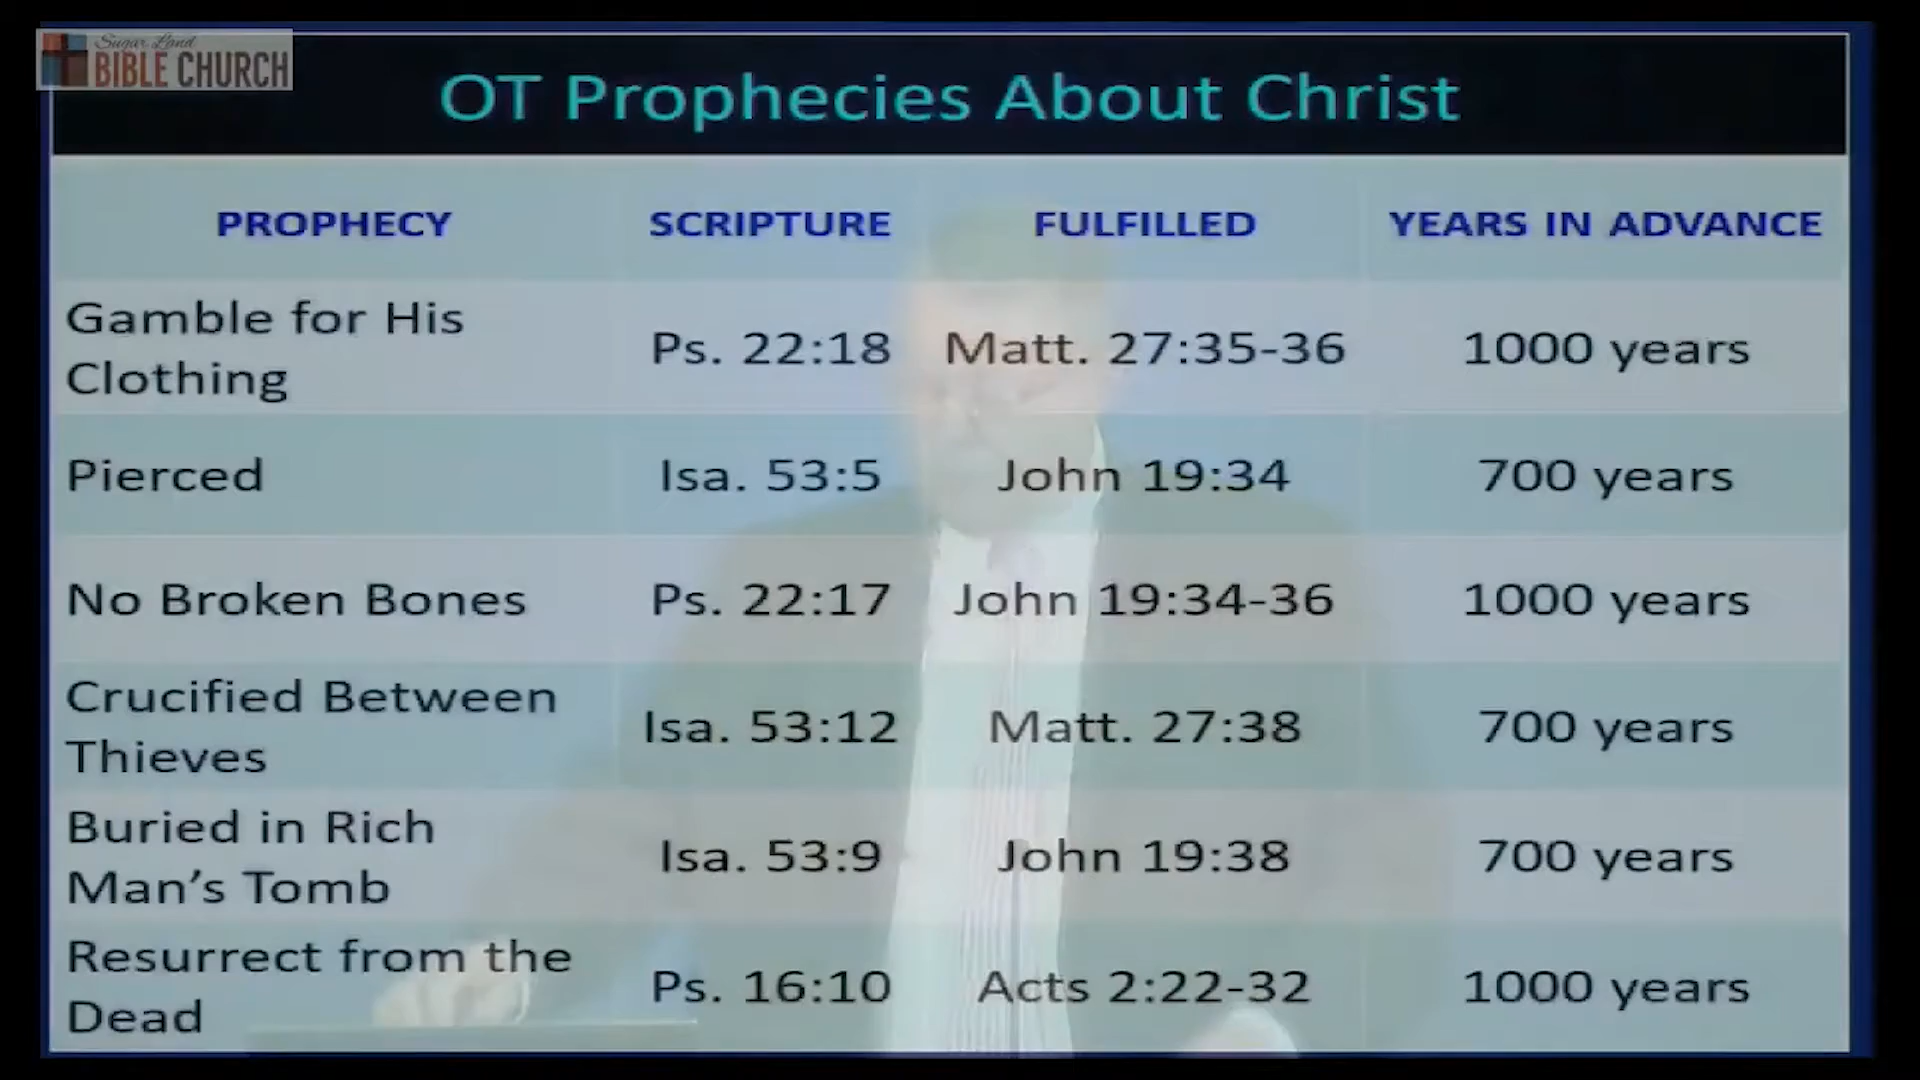 Sugar Land
BIBLE CHURCH
OT Prophecies About Christ
PROPHECY SCRIPTURE FULFILLED YEARS IN ADVANCE
Gamble for His
Clothing
Ps. 22:18 Matt. 27:35-36 1000 years
Pierced Isa. 53:5 John 19:34 700 years
No Broken Bones Ps. 22:17 John 19:34-36 1000 years
Crucified Between
Thieves
Isa. 53:12 Matt. 27:38 700 years
Buried in Rich
Man’s Tomb
Isa. 53:9 John 19:38 700 years
Resurrect from the
Dead
Ps. 16:10 Acts 2:22-32 1000 years